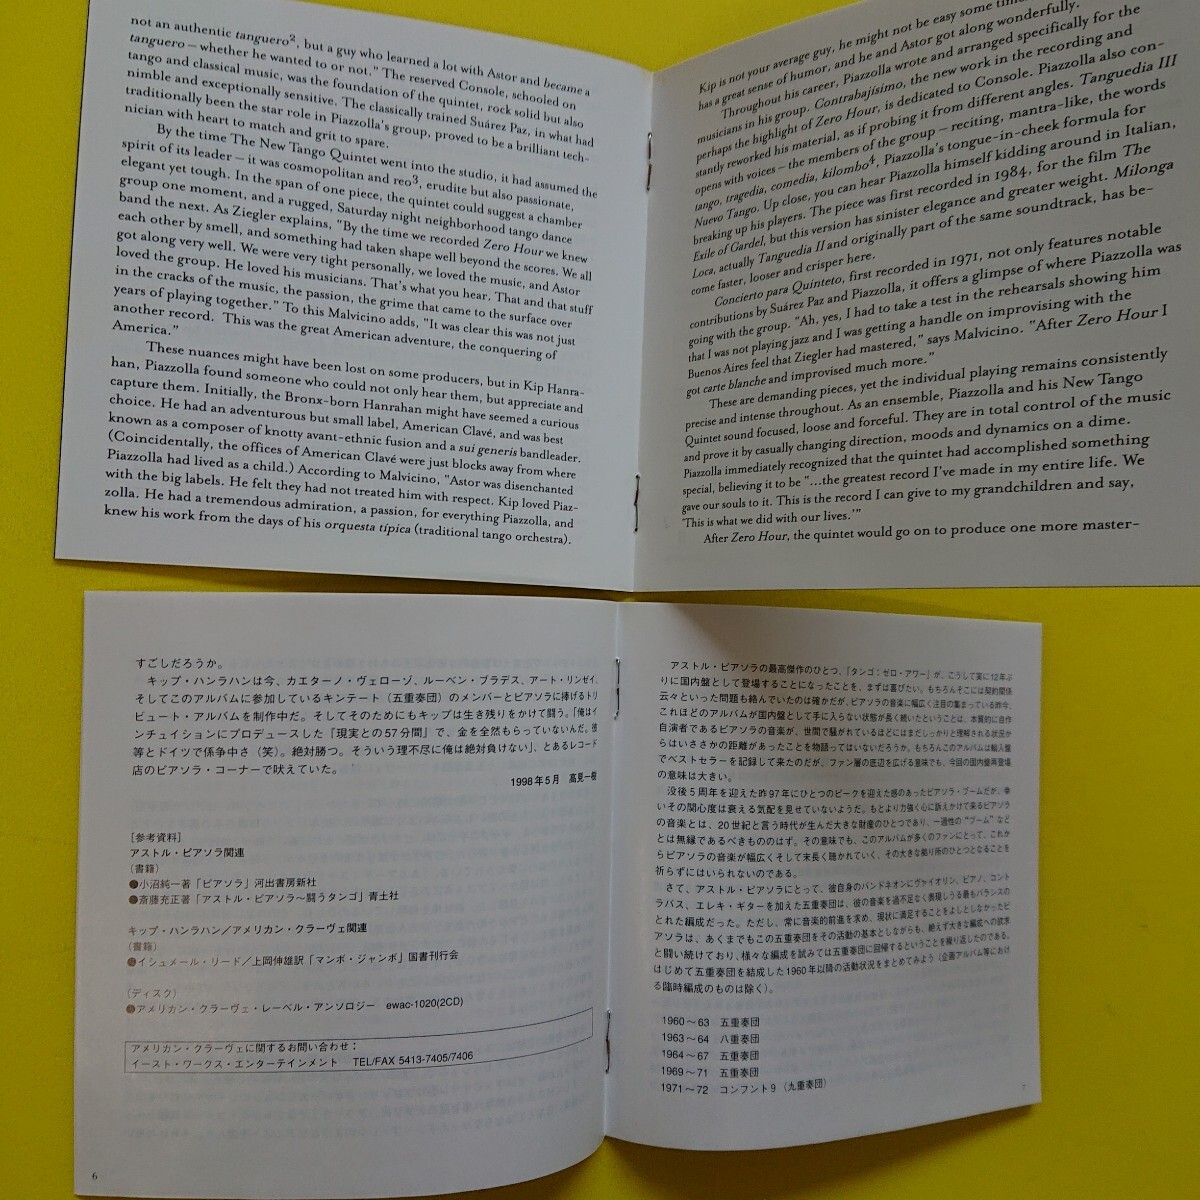 not an authentic tanguero², but a guy who learned a lot with Astor and became a
tanguero – whether he wanted to or not." The reserved Console, schooled on
tango and classical music, was the foundation of the quintet, rock solid but also
nimble and exceptionally sensitive. The classically trained Suárez Paz, in what had
traditionally been the star role in Piazzolla's group, proved to be a brilliant tech-
nician with heart to match and grit to spare.
By the time The New Tango Quintet went into the studio, it had assumed the
spirit of its leader – it was cosmopolitan and reo³, erudite but also passionate,
elegant yet tough. In the span of one piece, the quintet could suggest a chamber
group one moment, and a rugged, Saturday night neighborhood tango dance
band the next. As Ziegler explains, "By the time we recorded Zero Hour we knew
each other by smell, and something had taken shape well beyond the scores. We all
got along very well. We were very tight personally, we loved the music, and Astor
loved the group. He loved his musicians. That's what you hear. That and that stuff
in the cracks of the music, the passion, the grime that came to the surface over
years of playing together." To this Malvicino adds, "It was clear this was not just
another record. This was the great American adventure, the conquering of
America."
These nuances might have been lost on some producers, but in Kip Hanra-
han, Piazzolla found someone who could not only hear them, but appreciate and
capture them. Initially, the Bronx-born Hanrahan might have seemed a curious
choice. He had an adventurous but small label, American Clavé, and was best
known as a composer of knotty avant-ethnic fusion and a sui generis bandleader.
(Coincidentally, the offices of American Clavé were just blocks away from where
Piazzolla had lived as a child.) According to Malvicino, "Astor was disenchanted
with the big labels. He felt they had not treated him with respect. Kip loved Piaz-
zolla. He had a tremendous admiration, a passion, for everything Piazzolla, and
knew his work from the days of his orquesta típica (traditional tango orchestra).
Kip is not your average guy, he might not be easy some
has a great sense of humor, and he and Astor got along wonderfully.
Throughout his career, Piazzolla wrote and arranged specifically for the
musicians in his group. Contrabajísimo, the new work in the recording and
perhaps the highlight of Zero Hour, is dedicated to Console. Piazzolla also con-
stantly reworked his material, as if probing it from different angles. Tanguedia III
opens with voices – the members of the group – reciting, mantra-like, the words
tango, tragedia, comedia, kilombo⁴, Piazzolla's tongue-in-cheek formula for
Nuevo Tango. Up close, you can hear Piazzolla himself kidding around in Italian,
breaking up his players. The piece was first recorded in 1984, for the film The
Exile of Gardel, but this version has sinister elegance and greater weight. Milonga
Loca, actually Tanguedia II and originally part of the same soundtrack, has be-
come faster, looser and crisper here.
Concierto para Quinteto, first recorded in 1971, not only features notable
contributions by Suárez Paz and Piazzolla, it offers a glimpse of where Piazzolla was
going with the group. "Ah, yes, I had to take a test in the rehearsals showing him
that I was not playing jazz and I was getting a handle on improvising with the
Buenos Aires feel that Ziegler had mastered," says Malvicino. "After Zero Hour I
got carte blanche and improvised much more."
These are demanding pieces, yet the individual playing remains consistently
precise and intense throughout. As an ensemble, Piazzolla and his New Tango
Quintet sound focused, loose and forceful. They are in total control of the music
and prove it by casually changing direction, moods and dynamics on a dime.
Piazzolla immediately recognized that the quintet had accomplished something
special, believing it to be "...the greatest record I've made in my entire life. We
gave our souls to it. This is the record I can give to my grandchildren and say,
'This is what we did with our lives.'"
After Zero Hour, the quintet would go on to produce one more master-
すごしだろうか。
キップ・ハンラハンは今、カエターノ・ヴェローゾ、ルーベン・ブラデス、アート・リンゼイ、
そしてこのアルバムに参加しているキンテート（五重奏団）のメンバーとピアソラに捧げるトリ
ビュート・アルバムを制作中だ。そしてそのためにもキップは生き残りをかけて闘う。「俺はイ
ンチュイションにプロデュースした「現実との57分間」で、金を全然もらっていないんだ。彼
等とドイツで係争中さ（笑）。絶対勝つ。そういう理不尽に俺は絶対負けない」、とあるレコード
店のピアソラ・コーナーで吠えていた。
1998年5月 高見一樹
[参考資料]
アストル・ピアソラ関連
（書籍）
●小沼純一著「ピアソラ」河出書房新社
●斎藤充正著「アストル・ピアソラ～闘うタンゴ」青土社
キップ・ハンラハン/アメリカン・クラーヴェ関連
（書籍）
●イシュメール・リード／上岡伸雄訳「マンボ・ジャンボ」国書刊行会
（ディスク）
●アメリカン・クラーヴェ・レーベル・アンソロジー ewac-1020(2CD)
アメリカン・クラーヴェに関するお問い合わせ：
イースト・ワークス・エンターテインメント TEL/FAX 5413-7405/7406
6
アストル・ピアソラの最高傑作のひとつ、「タンゴ：ゼロ・アワー」が、こうして実に12年ぶ
りに国内盤として登場することになったことを、まずは喜びたい。もちろんそこには契約関係
云々といった問題も絡んでいたのは確かだが、ピアソラの音楽に幅広く注目の集まっている昨今、
これほどのアルバムが国内盤として手に入らない状態が長く続いたということは、本質的に自作
自演者であるピアソラの音楽が、世間で騒がれているほどにはまだしっかりと理解される状況か
らはいささかの距離があったことを物語ってはいないだろうか。もちろんこのアルバムは輸入盤
でベストセラーを記録して来たのだが、ファン層の底辺を広げる意味でも、今回の国内盤再登場
の意味は大きい。
没後5周年を迎えた昨97年にひとつのピークを迎えた感のあったピアソラ・ブームだが、幸
いその関心度は衰える気配を見せていないようだ。もとより力強く心に訴えかけて来るピアソラ
の音楽とは、20世紀と言う時代が生んだ大きな財産のひとつであり、一過性の"ブーム"など
とは無縁であるべきもののはず。その意味でも、このアルバムが多くのファンにとって、これか
らピアソラの音楽が幅広くそして末長く聴かれていく、その大きな拠り所のひとつとなることを
祈らずにはいられないのである。
さて、アストル・ピアソラにとって、彼自身のバンドネオンにヴァイオリン、ピアノ、コント
ラバス、エレキ・ギターを加えた五重奏団は、彼の音楽を過不足なく表現しうる最もバランスの
とれた編成だった。ただし、常に音楽的前進を求め、現状に満足することをよしとしなかったピ
アソラは、あくまでもこの五重奏団をその活動の基本としながらも、絶えず大きな編成への欲求
と闘い続けており、様々な編成を試みては五重奏団に回帰するということを繰り返したのである。
はじめて五重奏団を結成した1960年以降の活動状況をまとめてみよう（企画アルバム等におけ
る臨時編成のものは除く）。
1960～63 五重奏団
1963～64 八重奏団
1964～67 五重奏団
1969～71 五重奏団
1971～72 コンフント9（九重奏団）
7